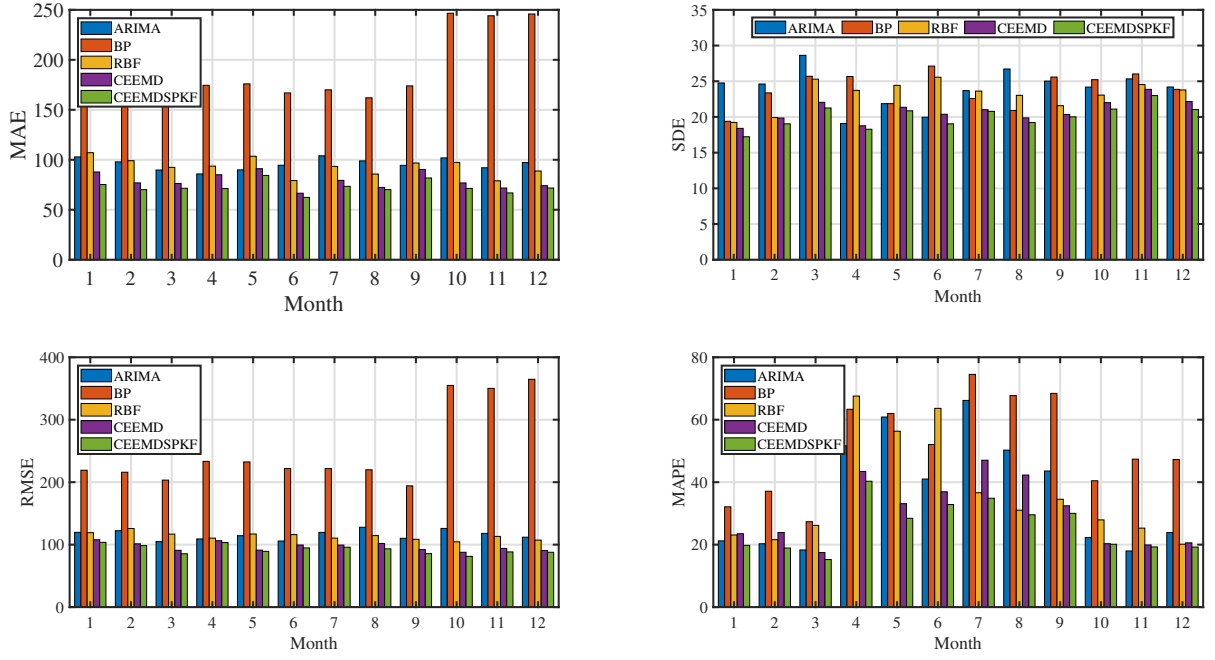 250
200
150
100
50
0
MAE
ARIMA
BP
RBF
CEEMD
CEEMDSPKF
1 2 3 4 5 6 7 8 9 10 11 12
Month
35
30
25
20
15
10
5
0
SDE
ARIMA BP RBF CEEMD CEEMDSPKF
1 2 3 4 5 6 7 8 9 10 11 12
Month
400
300
200
100
0
RMSE
ARIMA
BP
RBF
CEEMD
CEEMDSPKF
1 2 3 4 5 6 7 8 9 10 11 12
Month
80
60
40
20
0
MAPE
ARIMA
BP
RBF
CEEMD
CEEMDSPKF
1 2 3 4 5 6 7 8 9 10 11 12
Month